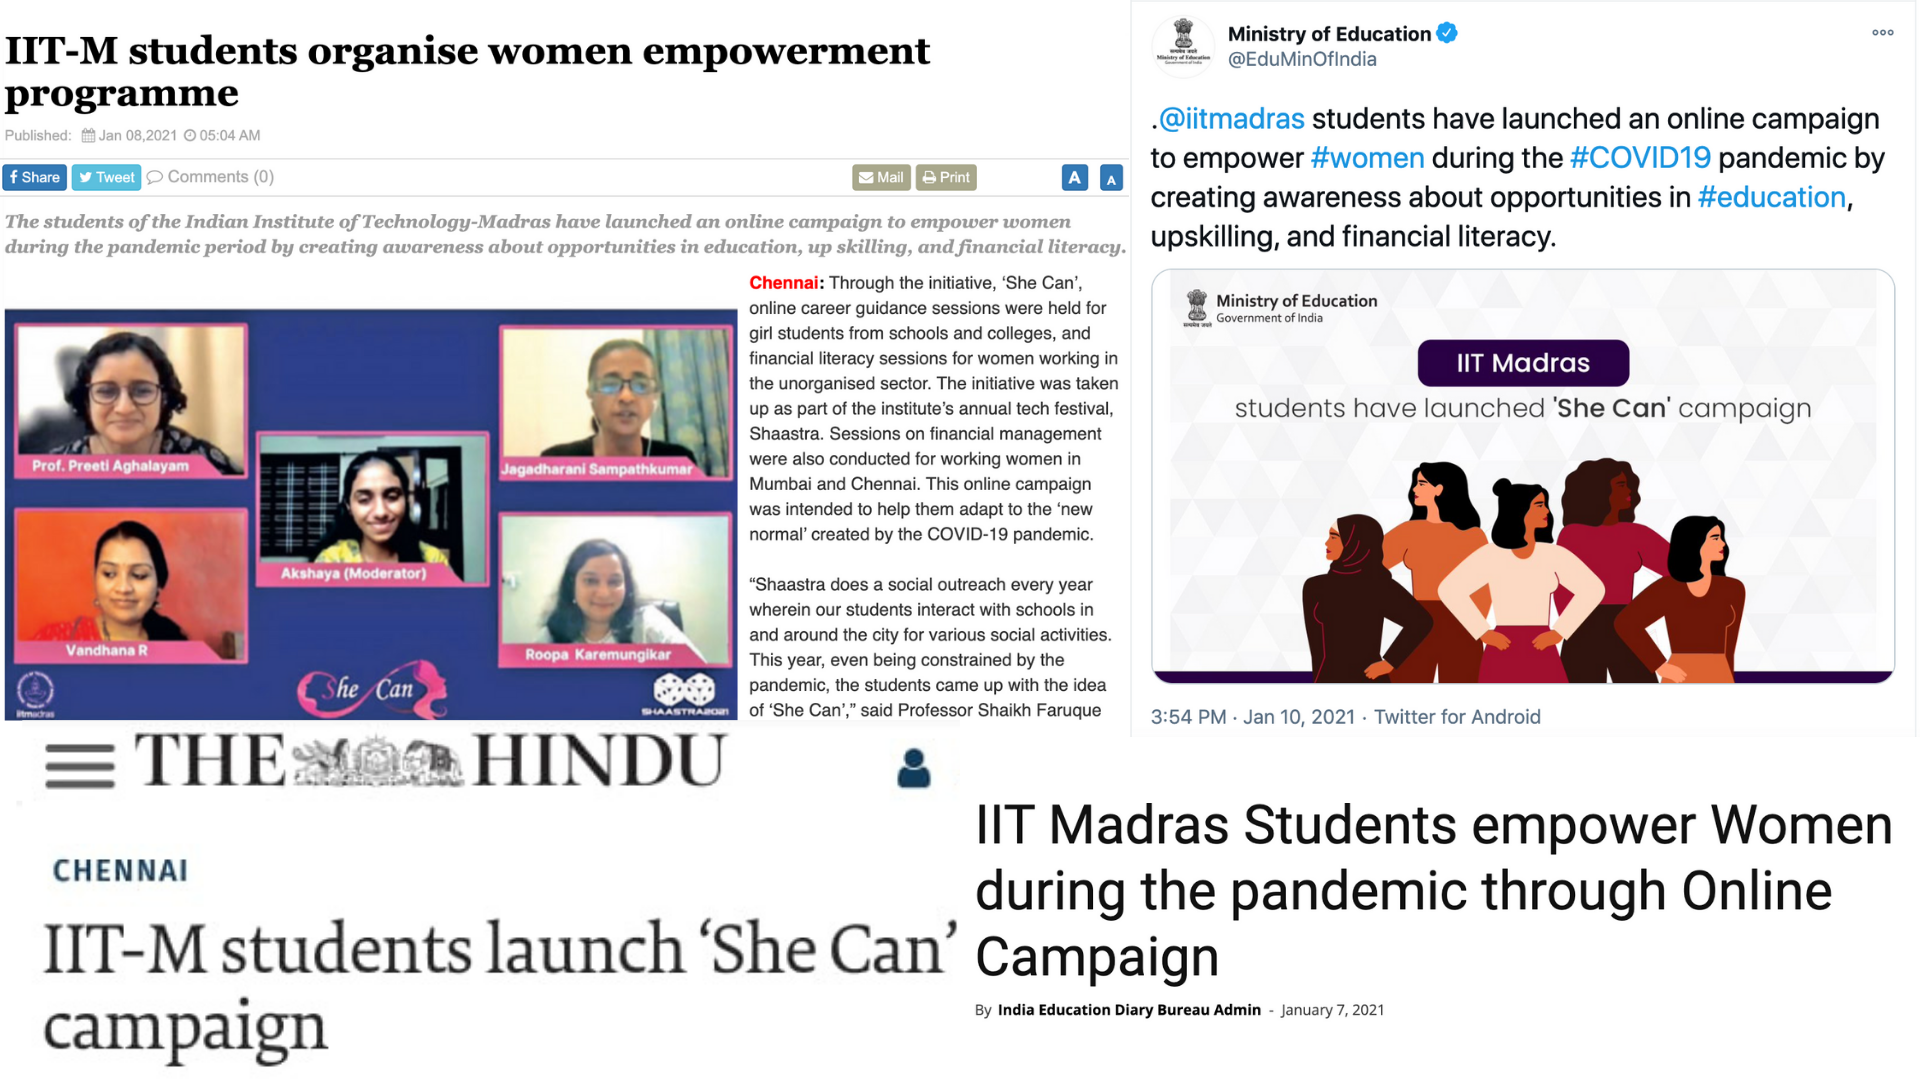 IIT-M students organise women empowerment
programme
Published: Jan 08,2021 05:04 AM
Share Tweet Comments (0) Mail Print A A
The students of the Indian Institute of Technology-Madras have launched an online campaign to empower women
during the pandemic period by creating awareness about opportunities in education, up skilling, and financial literacy.
Prof. Preeti Aghalayam
Jagadharani Sampathkumar
Akshaya (Moderator)
Vandhana R
Roopa Karemungikar
iitmadras
She Can
SHAASTRA2021
Chennai: Through the initiative, ‘She Can’,
online career guidance sessions were held for
girl students from schools and colleges, and
financial literacy sessions for women working in
the unorganised sector. The initiative was taken
up as part of the institute’s annual tech festival,
Shaastra. Sessions on financial management
were also conducted for working women in
Mumbai and Chennai. This online campaign
was intended to help them adapt to the ‘new
normal’ created by the COVID-19 pandemic.
“Shaastra does a social outreach every year
wherein our students interact with schools in
and around the city for various social activities.
This year, even being constrained by the
pandemic, the students came up with the idea
of ‘She Can’,” said Professor Shaikh Faruque
Ministry of Education
Ministry of Education
@EduMinOfIndia
.@iitmadras students have launched an online campaign
to empower #women during the #COVID19 pandemic by
creating awareness about opportunities in #education,
upskilling, and financial literacy.
सत्यमेव जयते
Ministry of Education
Government of India
IIT Madras
students have launched 'She Can' campaign
3:54 PM · Jan 10, 2021 · Twitter for Android
THE HINDU
CHENNAI
IIT-M students launch ‘She Can’
campaign
IIT Madras Students empower Women
during the pandemic through Online
Campaign
By India Education Diary Bureau Admin - January 7, 2021